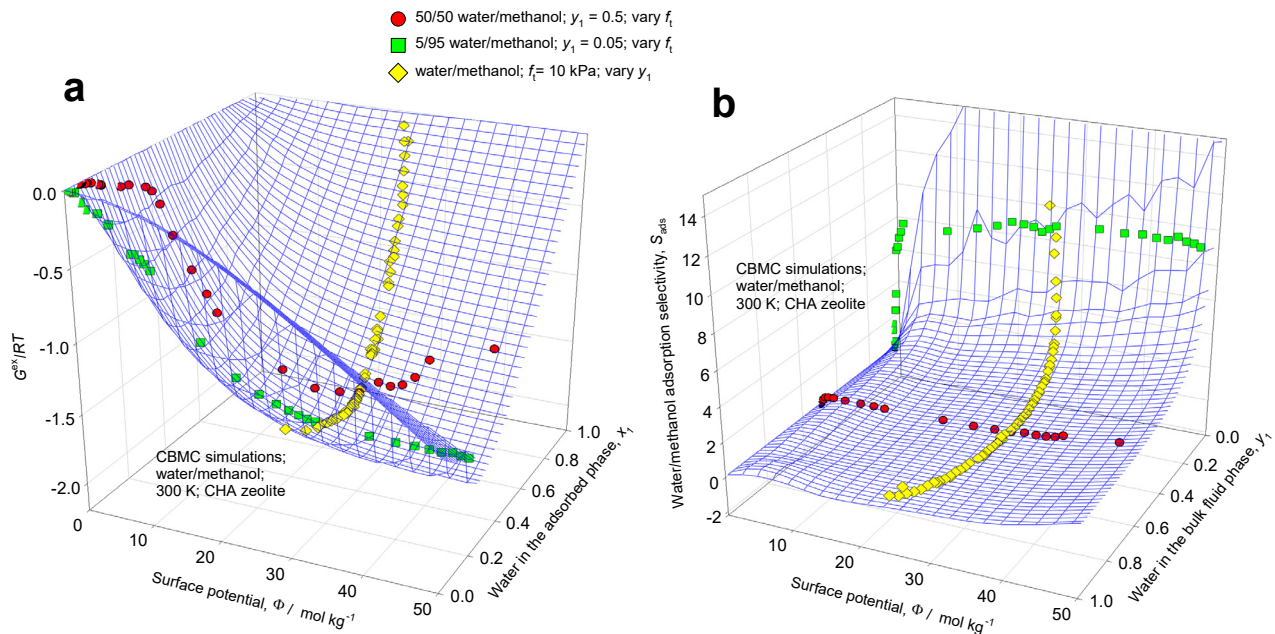 50/50 water/methanol; y₁ = 0.5; vary fₜ
5/95 water/methanol; y₁ = 0.05; vary fₜ
water/methanol; fₜ= 10 kPa; vary y₁
a
0.0
-0.5
-1.0
-1.5
-2.0
Gᵉˣ/RT
CBMC simulations;
water/methanol;
300 K; CHA zeolite
0
10
20
30
40
50
Surface potential, Φ / mol kg⁻¹
0.0
0.2
0.4
0.6
0.8
1.0
Water in the adsorbed phase, x₁
b
14
12
10
8
6
4
2
0
-2
Water/methanol adsorption selectivity, S_ads
CBMC simulations;
water/methanol;
300 K; CHA zeolite
10
20
30
40
50
Surface potential, Φ / mol kg⁻¹
0.0
0.2
0.4
0.6
0.8
1.0
Water in the bulk fluid phase, y₁